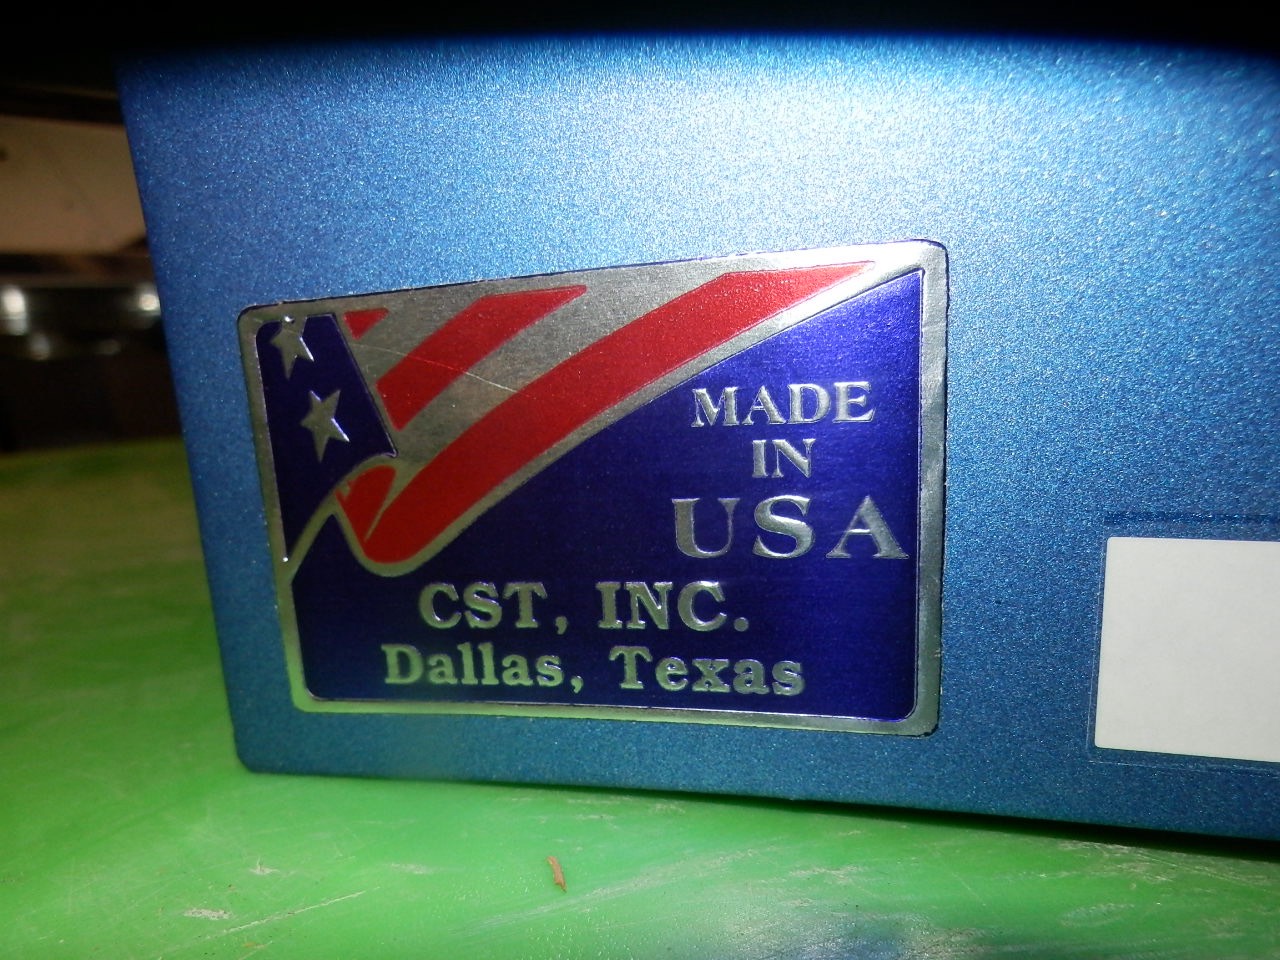 MADE
IN
USA
CST, INC.
Dallas, Texas